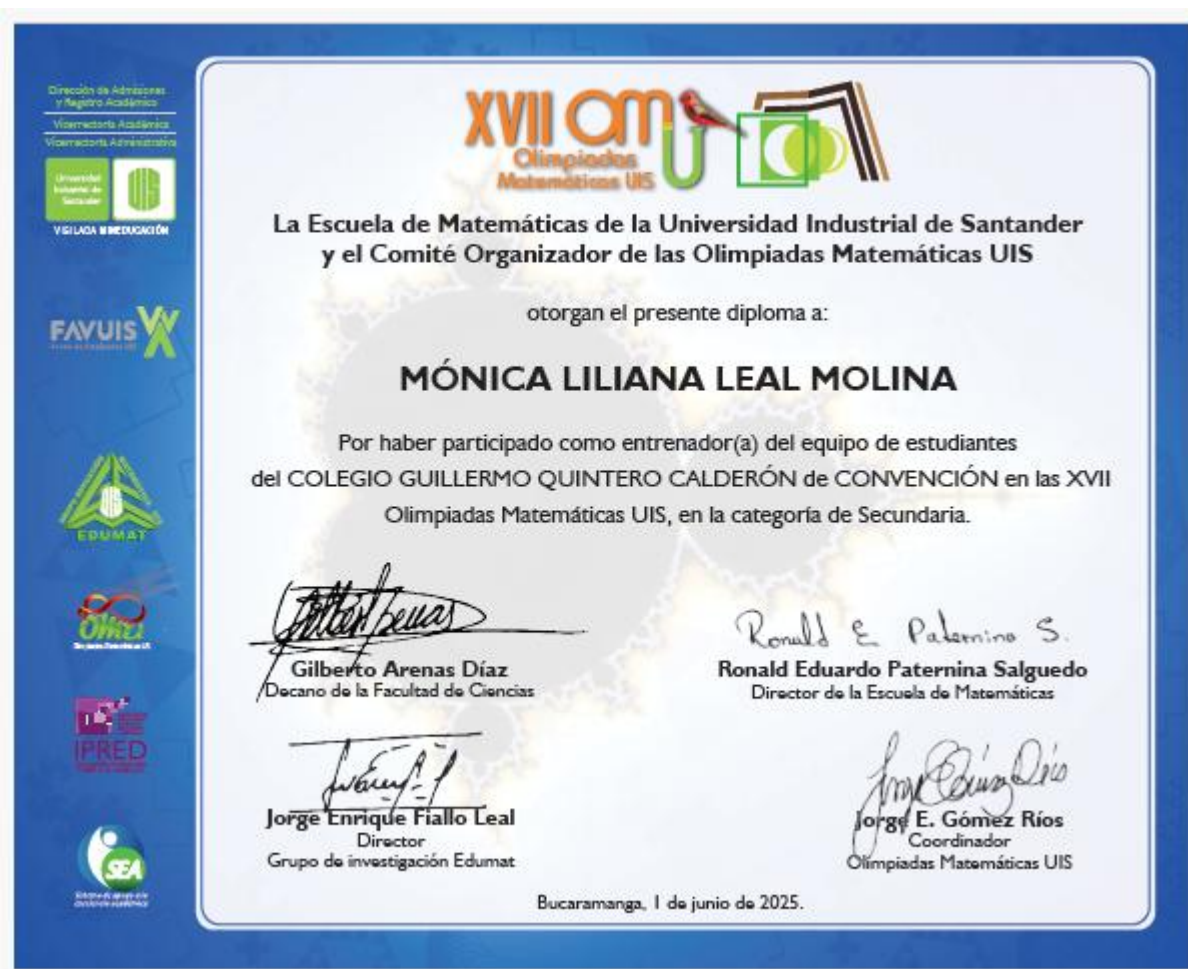 Dirección de Admisiones
y Registro Académico
Vicerrectoría Académica
Vicerrectoría Administrativa
Universidad
Industrial de
Santander
UIS
VIGILADA MINEDUCACIÓN
FAVUIS
UIS
EDUMAT
IPRED
SEA
XVII OM
U
Olimpiadas
Matemáticas UIS
La Escuela de Matemáticas de la Universidad Industrial de Santander
y el Comité Organizador de las Olimpiadas Matemáticas UIS
otorgan el presente diploma a:
MÓNICA LILIANA LEAL MOLINA
Por haber participado como entrenador(a) del equipo de estudiantes
del COLEGIO GUILLERMO QUINTERO CALDERÓN de CONVENCIÓN en las XVII
Olimpiadas Matemáticas UIS, en la categoría de Secundaria.
Ronald E Paternina S.
Gilberto Arenas Díaz
Decano de la Facultad de Ciencias
Ronald Eduardo Paternina Salguedo
Director de la Escuela de Matemáticas
Jorge Enrique Fiallo Leal
Director
Grupo de investigación Edumat
Jorge E. Gómez Ríos
Coordinador
Olimpiadas Matemáticas UIS
Bucaramanga, 1 de junio de 2025.